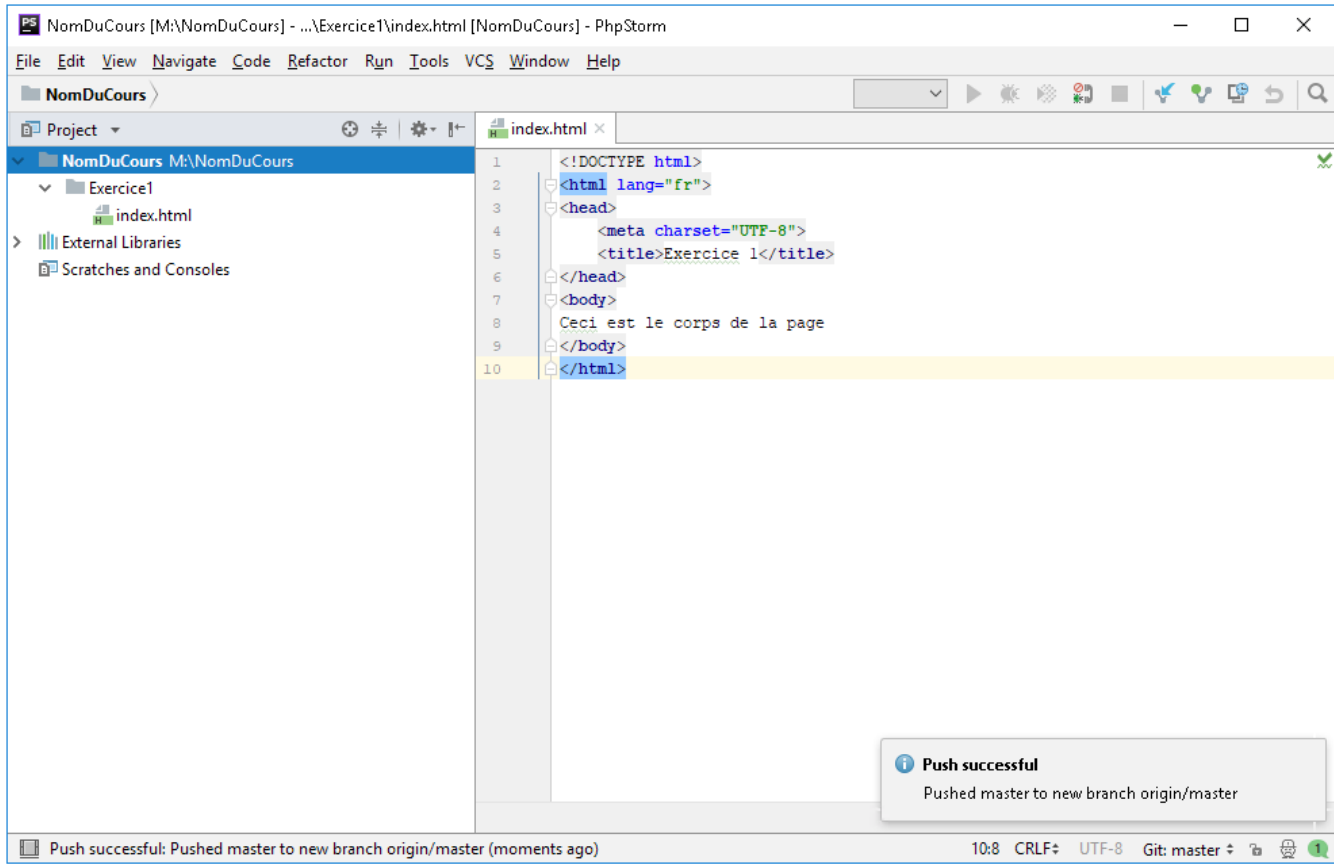 PS NomDuCours [M:\NomDuCours] - ...\Exercice1\index.html [NomDuCours] - PhpStorm
File Edit View Navigate Code Refactor Run Tools VCS Window Help
NomDuCours
Project
index.html
NomDuCours M:\NomDuCours
Exercice1
index.html
External Libraries
Scratches and Consoles
1 <!DOCTYPE html>
2 <html lang="fr">
3 <head>
4 <meta charset="UTF-8">
5 <title>Exercice 1</title>
6 </head>
7 <body>
8 Ceci est le corps de la page
9 </body>
10 </html>
Push successful
Pushed master to new branch origin/master
Push successful: Pushed master to new branch origin/master (moments ago)
10:8 CRLF UTF-8 Git: master 1